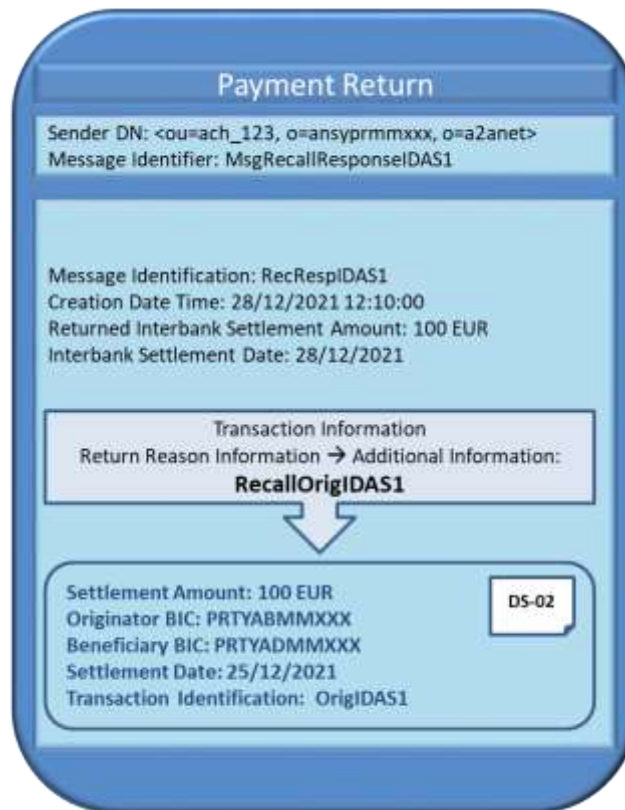 Payment Return
Sender DN: <ou=ach_123, o=ansyprmmxxx, o=a2anet>
Message Identifier: MsgRecallResponseIDAS1
Message Identification: RecRespIDAS1
Creation Date Time: 28/12/2021 12:10:00
Returned Interbank Settlement Amount: 100 EUR
Interbank Settlement Date: 28/12/2021
Transaction Information
Return Reason Information → Additional Information:
RecallOrigIDAS1
Settlement Amount: 100 EUR
Originator BIC: PRTYABMMXXX
Beneficiary BIC: PRTYADMMXXX
Settlement Date: 25/12/2021
Transaction Identification: OrigIDAS1
DS-02